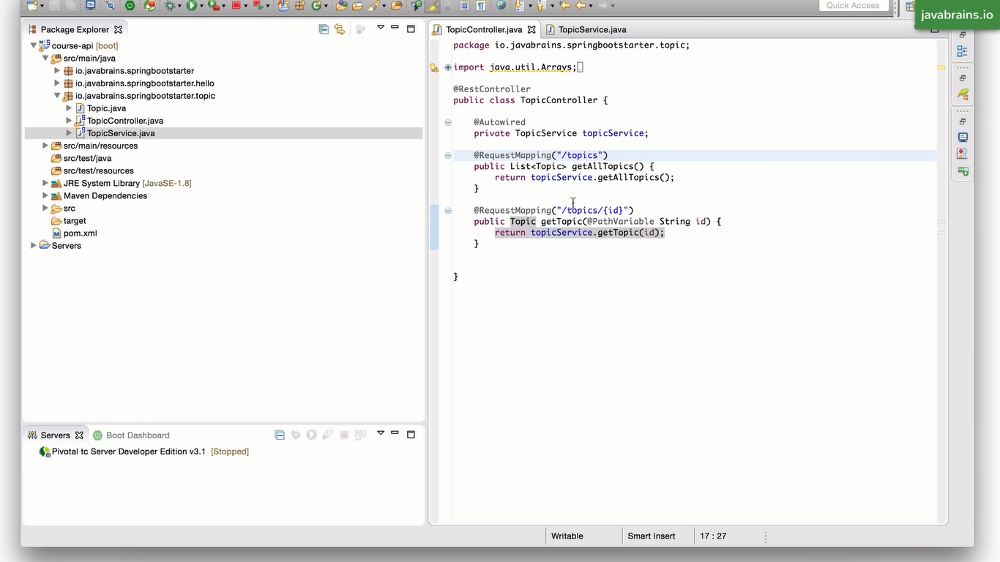 Quick Access
javabrains.io
Package Explorer
course-api [boot]
src/main/java
io.javabrains.springbootstarter
io.javabrains.springbootstarter.hello
io.javabrains.springbootstarter.topic
Topic.java
TopicController.java
TopicService.java
src/main/resources
src/test/java
src/test/resources
JRE System Library [JavaSE-1.8]
Maven Dependencies
src
target
pom.xml
Servers
TopicController.java
TopicService.java
package io.javabrains.springbootstarter.topic;
import java.util.Arrays;
@RestController
public class TopicController {
@Autowired
private TopicService topicService;
@RequestMapping("/topics")
public List<Topic> getAllTopics() {
return topicService.getAllTopics();
}
@RequestMapping("/topics/{id}")
public Topic getTopic(@PathVariable String id) {
return topicService.getTopic(id);
}
}
Servers
Boot Dashboard
Pivotal tc Server Developer Edition v3.1 [Stopped]
Writable
Smart Insert
17 : 27